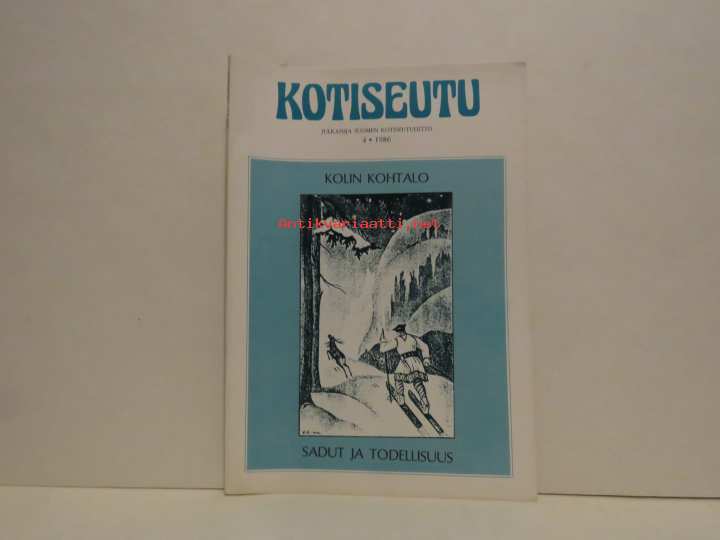 KOTISEUTU
JULKAISIJA SUOMEN KOTISEUTULIITTO
4 • 1986
KOLIN KOHTALO
Antikvariaatti.net
SADUT JA TODELLISUUS